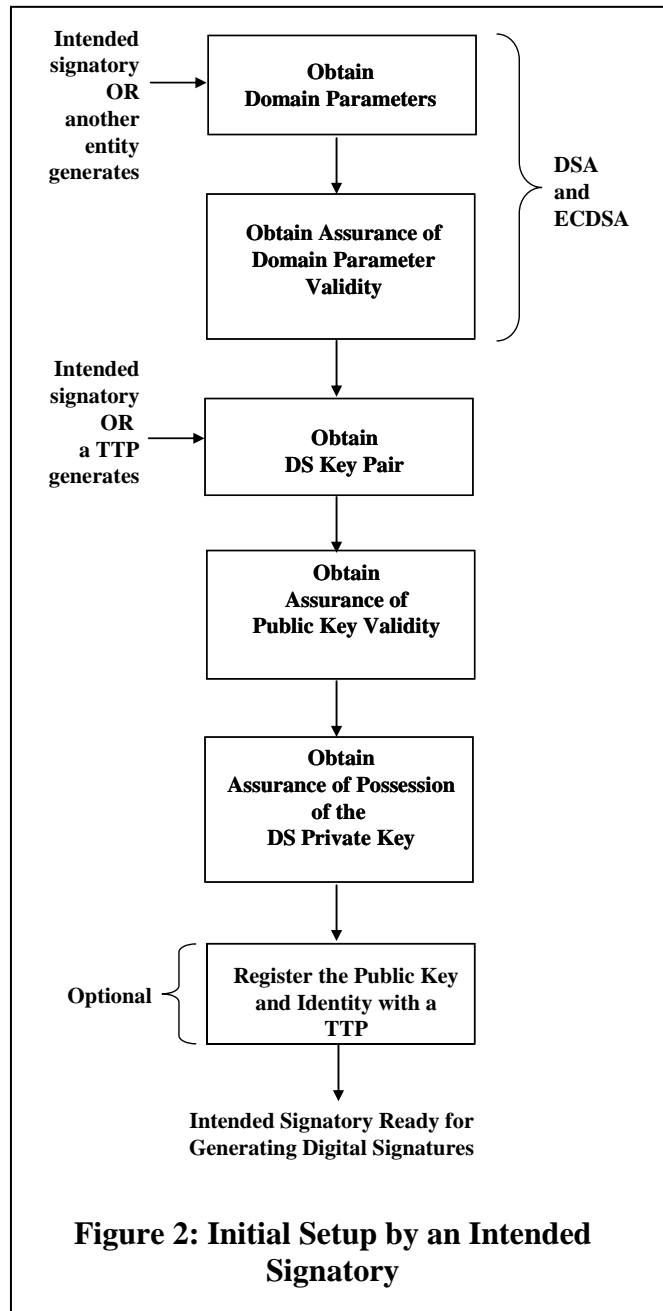 Intended
signatory
OR
another
entity
generates
Obtain
Domain Parameters
DSA
and
ECDSA
Obtain Assurance of
Domain Parameter
Validity
Intended
signatory
OR
a TTP
generates
Obtain
DS Key Pair
Obtain
Assurance of
Public Key Validity
Obtain
Assurance of Possession
of the
DS Private Key
Optional
Register the Public Key
and Identity with a
TTP
Intended Signatory Ready for
Generating Digital Signatures
Figure 2: Initial Setup by an Intended
Signatory